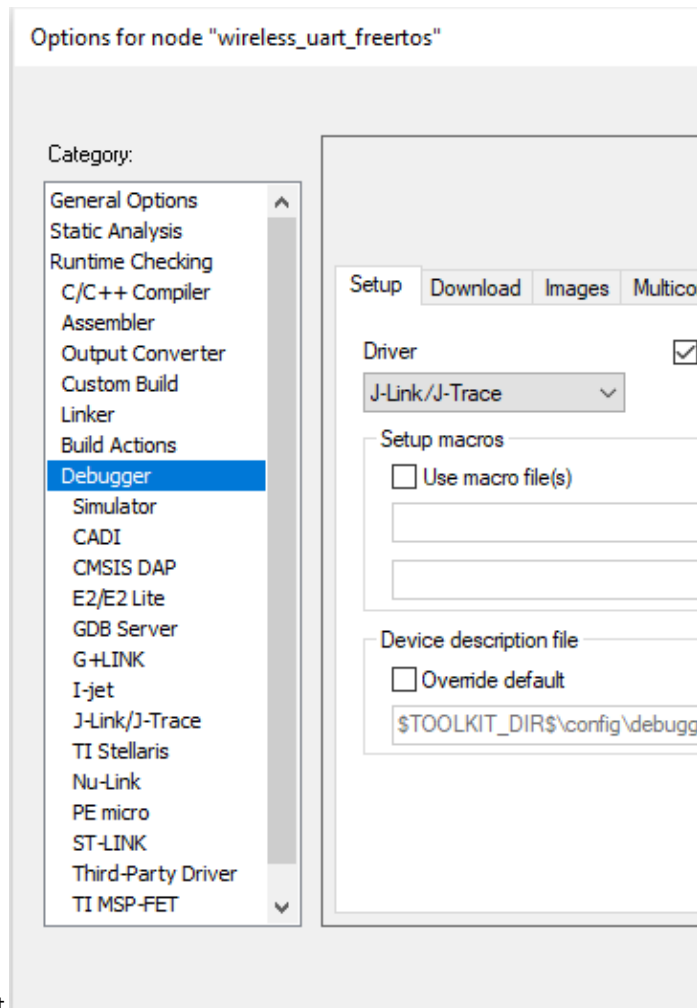 Options for node "wireless_uart_freertos"
Category:
General Options
Static Analysis
Runtime Checking
C/C++ Compiler
Assembler
Output Converter
Custom Build
Linker
Build Actions
Debugger
Simulator
CADI
CMSIS DAP
E2/E2 Lite
GDB Server
G+LINK
I-jet
J-Link/J-Trace
TI Stellaris
Nu-Link
PE micro
ST-LINK
Third-Party Driver
TI MSP-FET
Setup Download Images Multico
Driver
J-Link/J-Trace
Setup macros
Use macro file(s)
Device description file
Override default
$TOOLKIT_DIR$\config\debugg